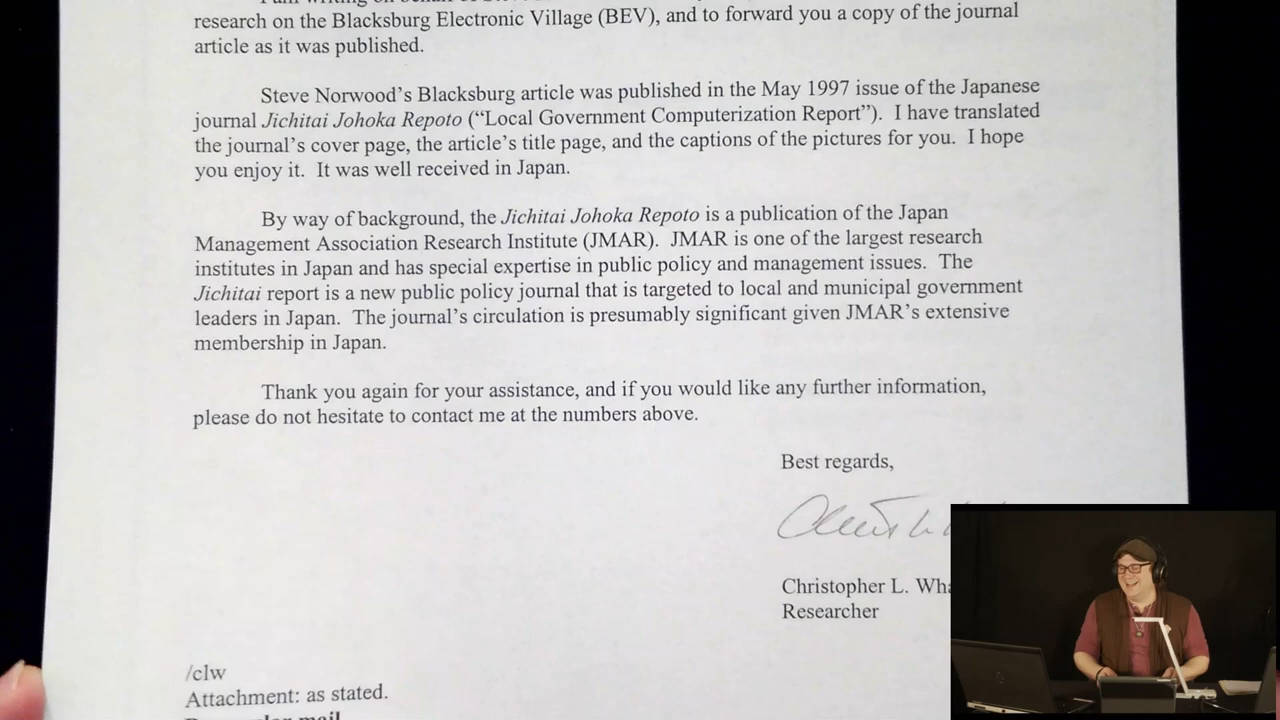 research on the Blacksburg Electronic Village (BEV), and to forward you a copy of the journal
article as it was published.
Steve Norwood's Blacksburg article was published in the May 1997 issue of the Japanese
journal Jichitai Johoka Repoto (“Local Government Computerization Report”). I have translated
the journal's cover page, the article's title page, and the captions of the pictures for you. I hope
you enjoy it. It was well received in Japan.
By way of background, the Jichitai Johoka Repoto is a publication of the Japan
Management Association Research Institute (JMAR). JMAR is one of the largest research
institutes in Japan and has special expertise in public policy and management issues. The
Jichitai report is a new public policy journal that is targeted to local and municipal government
leaders in Japan. The journal's circulation is presumably significant given JMAR's extensive
membership in Japan.
Thank you again for your assistance, and if you would like any further information,
please do not hesitate to contact me at the numbers above.
Best regards,
Christopher L.
Researcher
/clw
Attachment: as stated.
mail